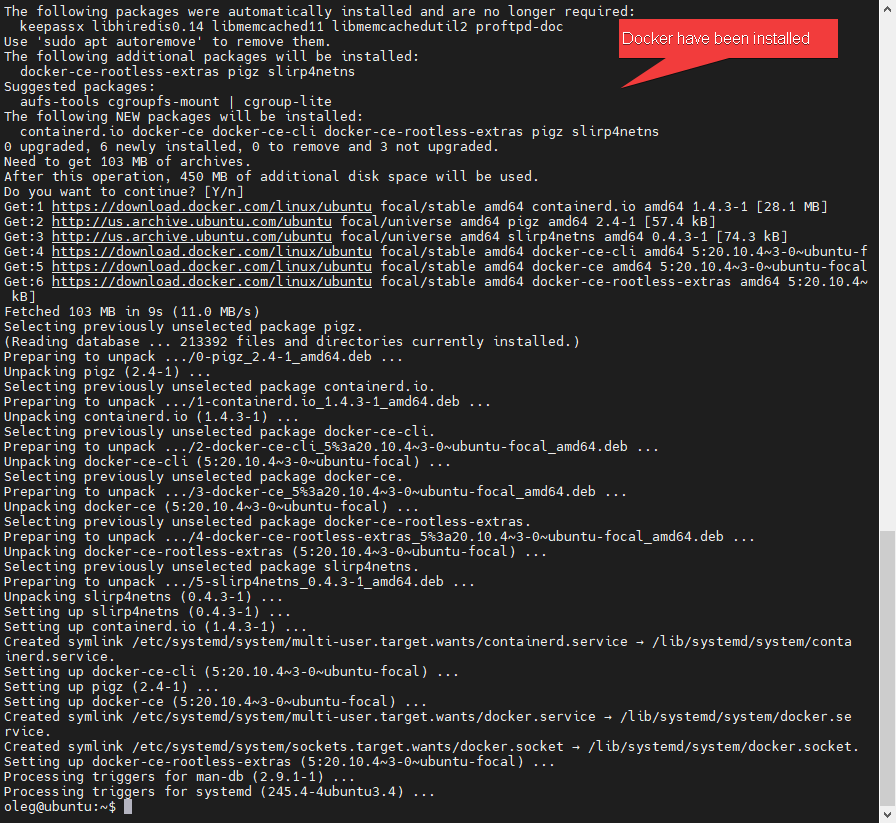 The following packages were automatically installed and are no longer required:
  keepassx libhiredis0.14 libmemcached11 libmemcachedutil2 proftpd-doc
Use 'sudo apt autoremove' to remove them.
Docker have been installed
The following additional packages will be installed:
  docker-ce-rootless-extras pigz slirp4netns
Suggested packages:
  aufs-tools cgroupfs-mount | cgroup-lite
The following NEW packages will be installed:
  containerd.io docker-ce docker-ce-cli docker-ce-rootless-extras pigz slirp4netns
0 upgraded, 6 newly installed, 0 to remove and 3 not upgraded.
Need to get 103 MB of archives.
After this operation, 450 MB of additional disk space will be used.
Do you want to continue? [Y/n]
Get:1 https://download.docker.com/linux/ubuntu focal/stable amd64 containerd.io amd64 1.4.3-1 [28.1 MB]
Get:2 http://us.archive.ubuntu.com/ubuntu focal/universe amd64 pigz amd64 2.4-1 [57.4 kB]
Get:3 http://us.archive.ubuntu.com/ubuntu focal/universe amd64 slirp4netns amd64 0.4.3-1 [74.3 kB]
Get:4 https://download.docker.com/linux/ubuntu focal/stable amd64 docker-ce-cli amd64 5:20.10.4~3-0~ubuntu-f
Get:5 https://download.docker.com/linux/ubuntu focal/stable amd64 docker-ce amd64 5:20.10.4~3-0~ubuntu-focal
Get:6 https://download.docker.com/linux/ubuntu focal/stable amd64 docker-ce-rootless-extras amd64 5:20.10.4~
 kB]
Fetched 103 MB in 9s (11.0 MB/s)
Selecting previously unselected package pigz.
(Reading database ... 213392 files and directories currently installed.)
Preparing to unpack .../0-pigz_2.4-1_amd64.deb ...
Unpacking pigz (2.4-1) ...
Selecting previously unselected package containerd.io.
Preparing to unpack .../1-containerd.io_1.4.3-1_amd64.deb ...
Unpacking containerd.io (1.4.3-1) ...
Selecting previously unselected package docker-ce-cli.
Preparing to unpack .../2-docker-ce-cli_5%3a20.10.4~3-0~ubuntu-focal_amd64.deb ...
Unpacking docker-ce-cli (5:20.10.4~3-0~ubuntu-focal) ...
Selecting previously unselected package docker-ce.
Preparing to unpack .../3-docker-ce_5%3a20.10.4~3-0~ubuntu-focal_amd64.deb ...
Unpacking docker-ce (5:20.10.4~3-0~ubuntu-focal) ...
Selecting previously unselected package docker-ce-rootless-extras.
Preparing to unpack .../4-docker-ce-rootless-extras_5%3a20.10.4~3-0~ubuntu-focal_amd64.deb ...
Unpacking docker-ce-rootless-extras (5:20.10.4~3-0~ubuntu-focal) ...
Selecting previously unselected package slirp4netns.
Preparing to unpack .../5-slirp4netns_0.4.3-1_amd64.deb ...
Unpacking slirp4netns (0.4.3-1) ...
Setting up slirp4netns (0.4.3-1) ...
Setting up containerd.io (1.4.3-1) ...
Created symlink /etc/systemd/system/multi-user.target.wants/containerd.service → /lib/systemd/system/conta
inerd.service.
Setting up docker-ce-cli (5:20.10.4~3-0~ubuntu-focal) ...
Setting up pigz (2.4-1) ...
Setting up docker-ce (5:20.10.4~3-0~ubuntu-focal) ...
Created symlink /etc/systemd/system/multi-user.target.wants/docker.service → /lib/systemd/system/docker.se
rvice.
Created symlink /etc/systemd/system/sockets.target.wants/docker.socket → /lib/systemd/system/docker.socket.
Setting up docker-ce-rootless-extras (5:20.10.4~3-0~ubuntu-focal) ...
Processing triggers for man-db (2.9.1-1) ...
Processing triggers for systemd (245.4-4ubuntu3.4) ...
oleg@ubuntu:~$